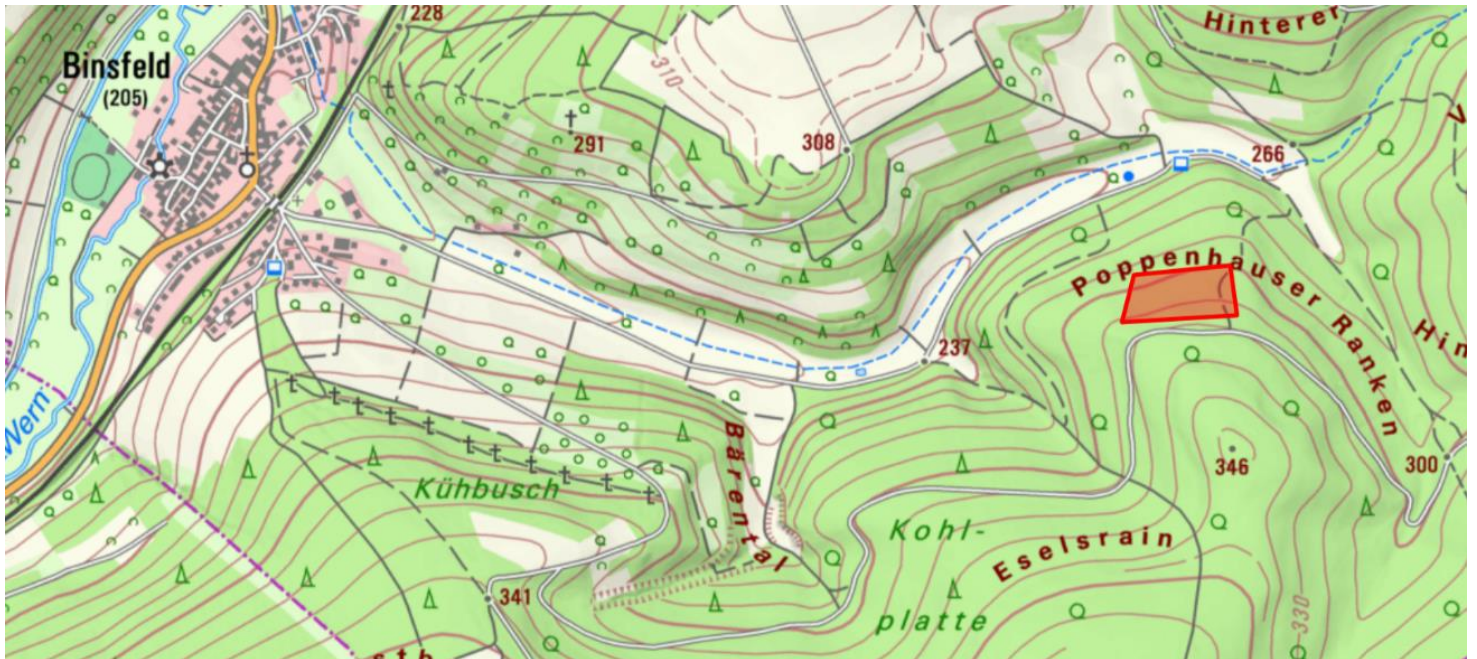 228
Hinterer
Binsfeld
(205)
310
291
308
266
Poppenhauser Ranken
237
Wern
Kühbusch
Bärental
346
300
Kohl-
platte
Eselsrain
341
330